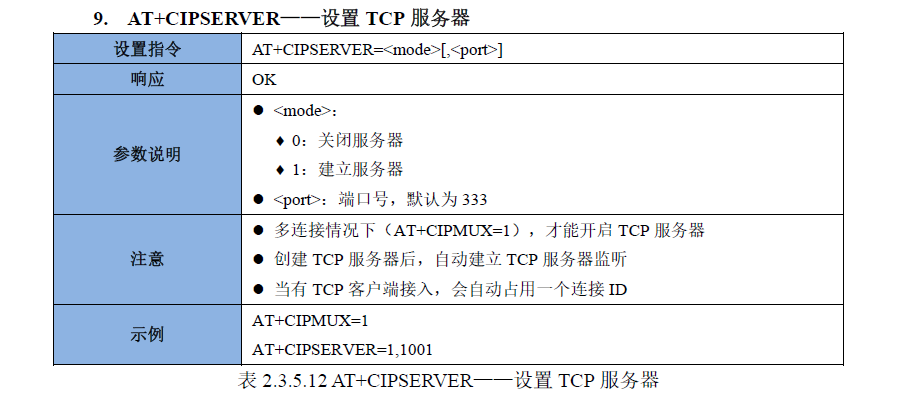 9. AT+CIPSERVER——设置 TCP 服务器
设置指令 AT+CIPSERVER=<mode>[,<port>]
响应 OK
参数说明
● <mode>：
♦ 0：关闭服务器
♦ 1：建立服务器
● <port>：端口号，默认为 333
注意
● 多连接情况下（AT+CIPMUX=1），才能开启 TCP 服务器
● 创建 TCP 服务器后，自动建立 TCP 服务器监听
● 当有 TCP 客户端接入，会自动占用一个连接 ID
示例
AT+CIPMUX=1
AT+CIPSERVER=1,1001
表 2.3.5.12 AT+CIPSERVER——设置 TCP 服务器